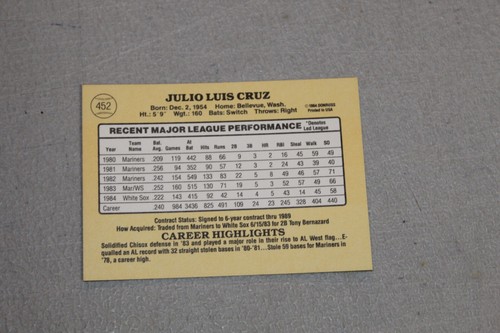 452
JULIO LUIS CRUZ
Born: Dec. 2, 1954 Home: Bellevue, Wash.
Ht.: 5'9" Wgt.: 160 Bats: Switch Throws: Right
© 1984 DONRUSS
PRINTED IN USA
RECENT MAJOR LEAGUE PERFORMANCE *Denotes Led League
Year Team Name Bat. Avg. Games At Bat Hits Runs 2B 3B HR RBI Stole Walk SO
1980 Mariners .209 119 442 88 66 9 3 2 16 45 59 49
1981 Mariners .256 94 352 90 57 12 3 2 24 43 39 40
1982 Mariners .242 154 549 133 83 22 5 8 49 46 57 71
1983 Mar/WS .252 160 515 130 71 19 5 3 52 57 49 66
1984 White Sox .222 143 415 92 42 14 4 5 43 14 45 58
Career .240 984 3436 825 491 5 23 248 328 404 440
Contract Status: Signed to 6-year contract thru 1989
How Acquired: Traded from Mariners to White Sox 6/15/83 for 2B Tony Bernazard
CAREER HIGHLIGHTS
Solidified Chisox defense in '83 and played a major role in their rise to AL West flag...E-
qualled an AL record with 32 straight stolen bases in '80-'81...Stole 59 bases for Mariners in
'78, a career high.